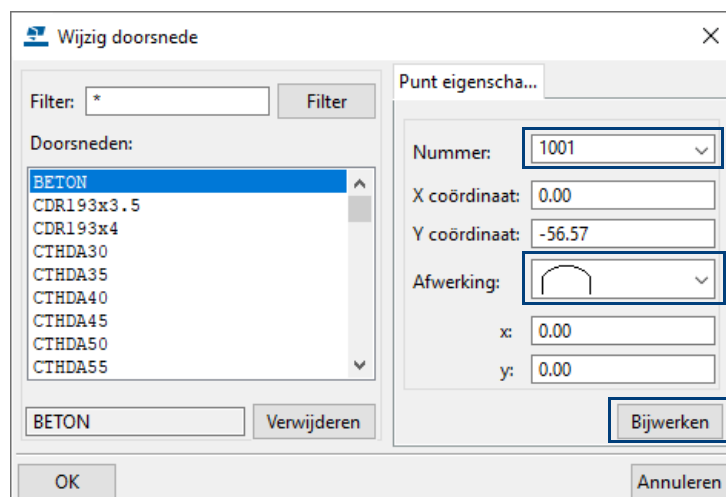 Wijzig doorsnede
Filter: * Filter
Doorsneden:
BETON
CDR193x3.5
CDR193x4
CTHDA30
CTHDA35
CTHDA40
CTHDA45
CTHDA50
CTHDA55
BETON Verwijderen
Punt eigenscha...
Nummer: 1001
X coördinaat: 0.00
Y coördinaat: -56.57
Afwerking:
x: 0.00
y: 0.00
Bijwerken
OK Annuleren